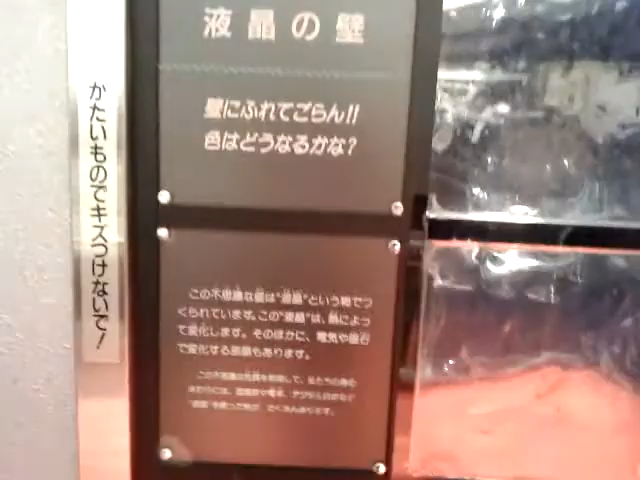 液晶の壁
壁にふれてごらん!!
色はどうなるかな?
かたいものでキズつけないで!
この不思議な壁は"液晶"という物でつ
くられています。この"液晶"は、熱によっ
て変化します。そのほかに、電気や磁石
で変化する液晶もあります。